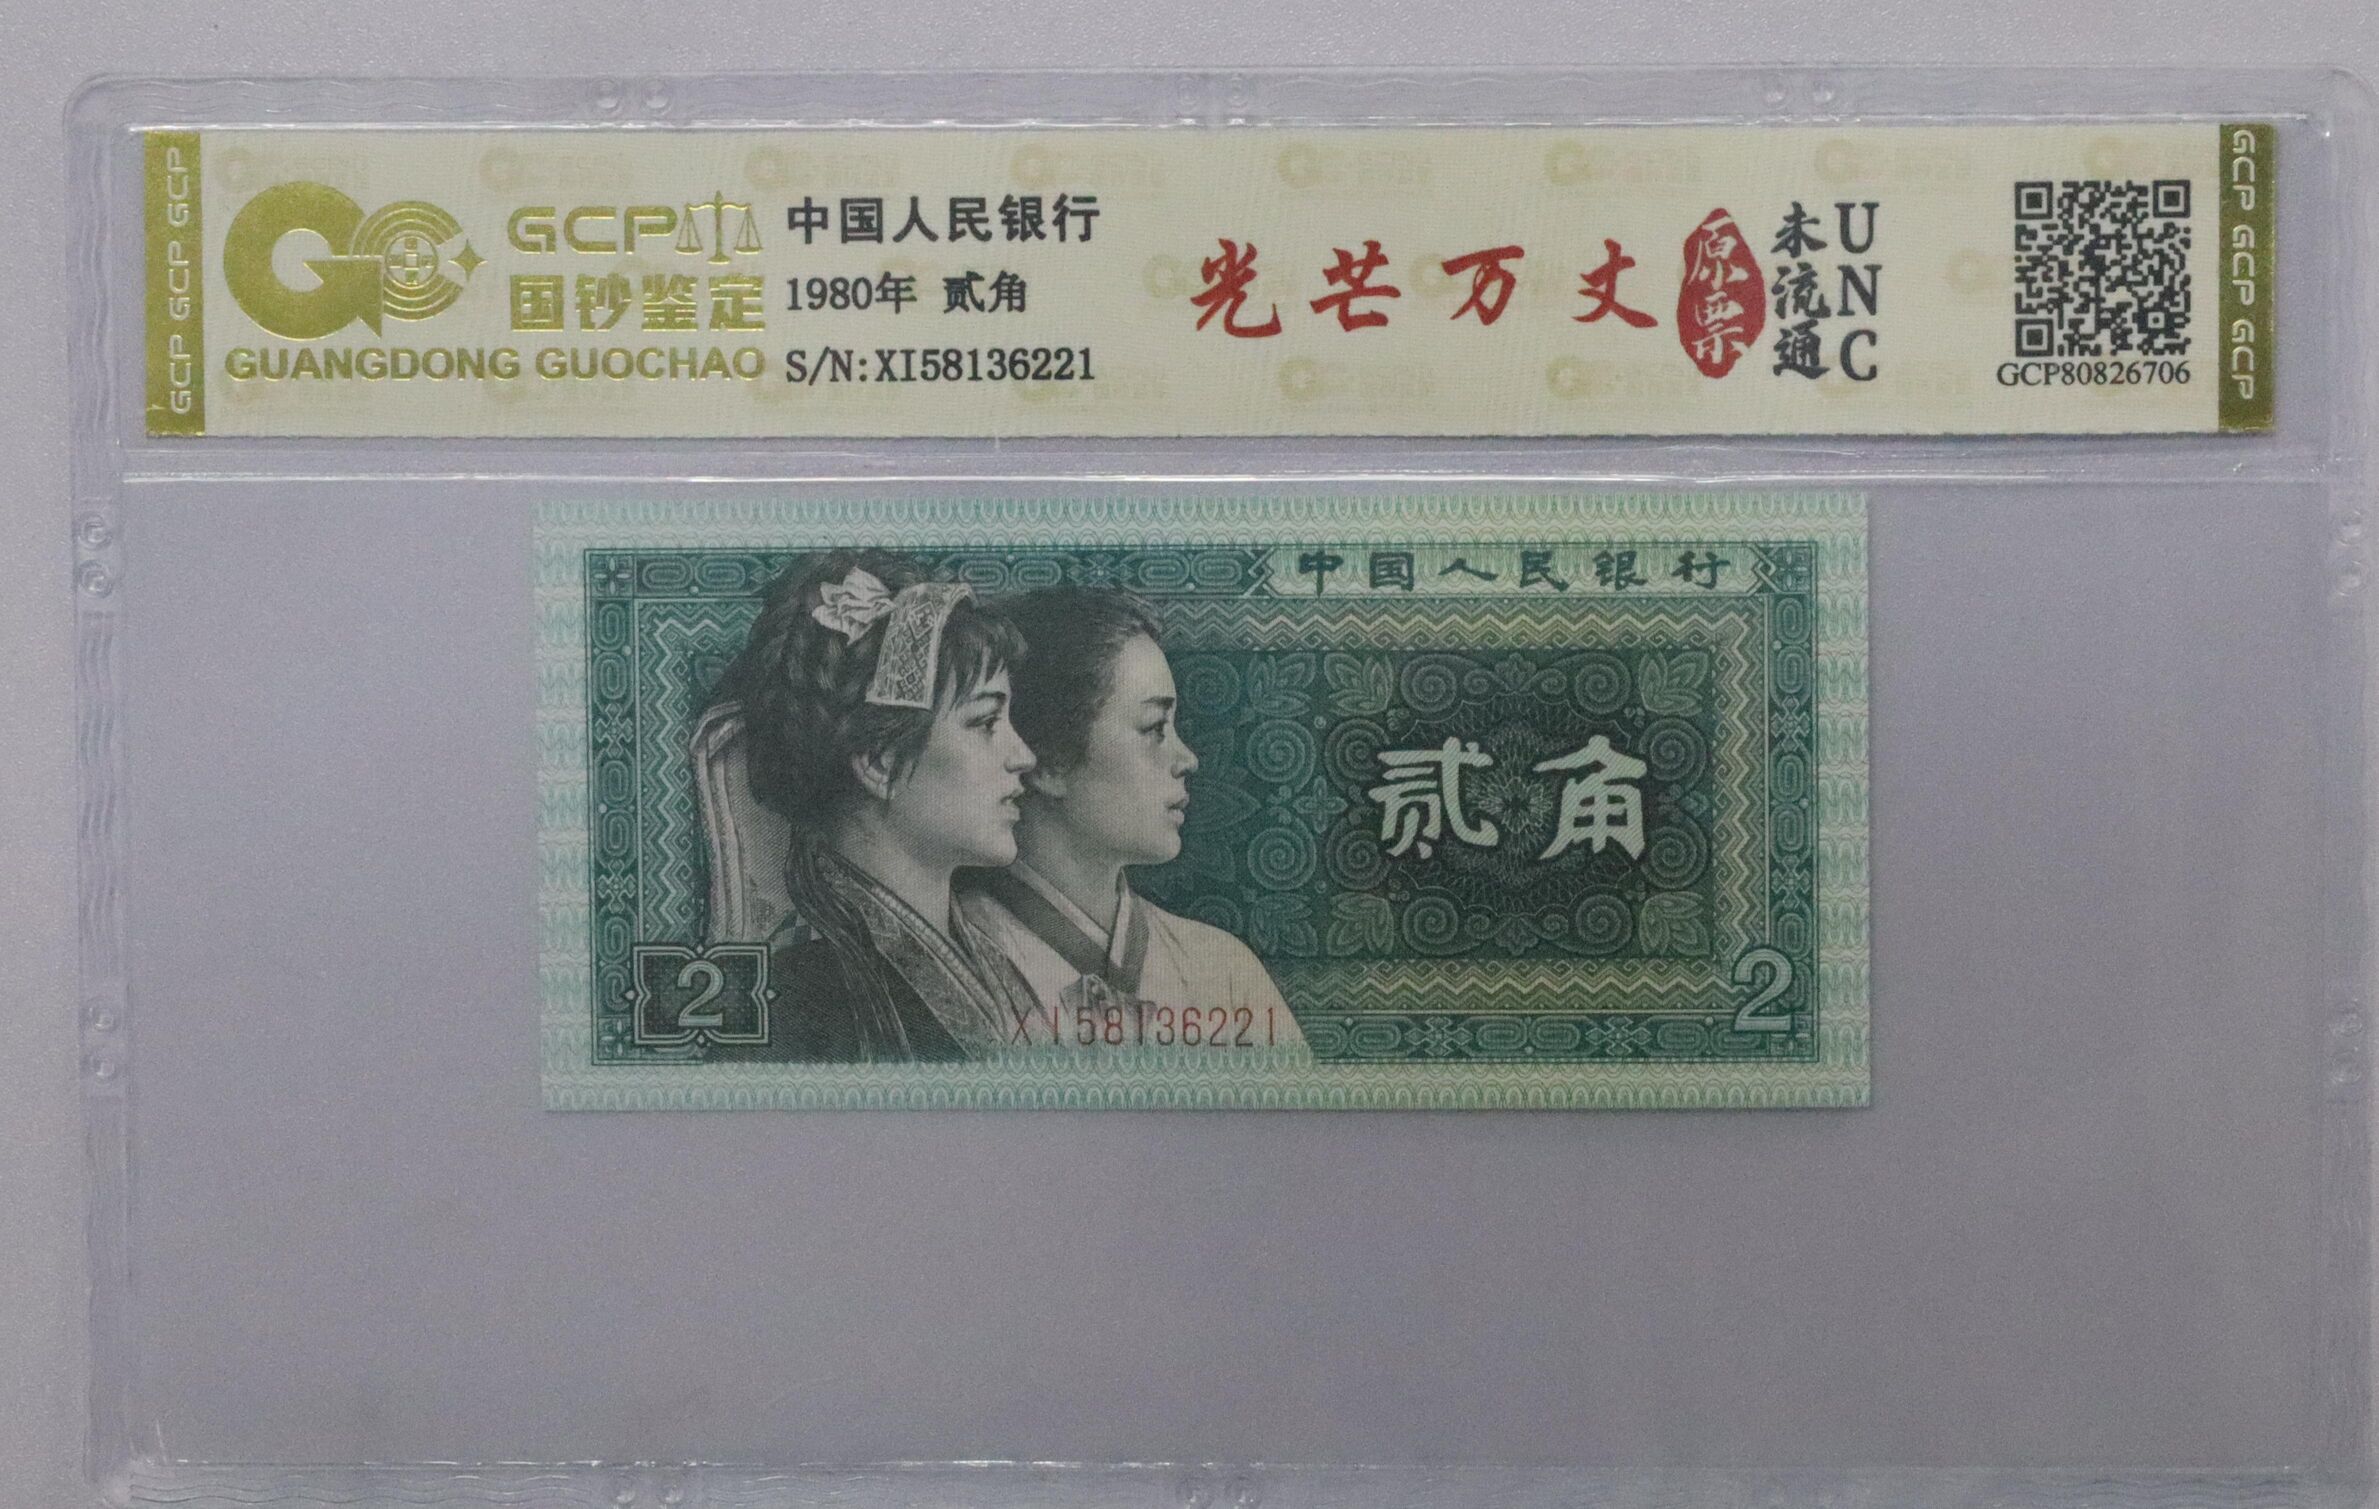 GCP GCP GCP
GCP
国钞鉴定
GUANGDONG GUOCHAO
中国人民银行
1980年 贰角
S/N:XI58136221
光芒万丈
原票
未流通
UNC
GCP80826706
GCP GCP GCP
中国人民银行
贰角
2
XI58136221
2